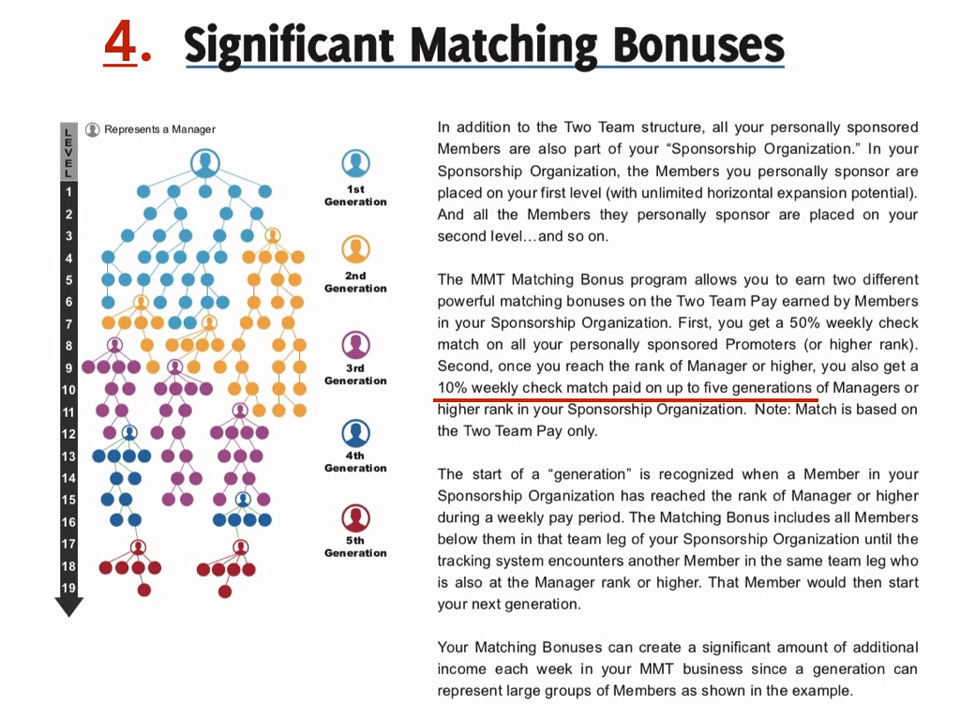 4. Significant Matching Bonuses
LEVEL
Represents a Manager
1
2
3
4
5
6
7
8
9
10
11
12
13
14
15
16
17
18
19
1st
Generation
2nd
Generation
3rd
Generation
4th
Generation
5th
Generation
In addition to the Two Team structure, all your personally sponsored
Members are also part of your “Sponsorship Organization.” In your
Sponsorship Organization, the Members you personally sponsor are
placed on your first level (with unlimited horizontal expansion potential).
And all the Members they personally sponsor are placed on your
second level…and so on.
The MMT Matching Bonus program allows you to earn two different
powerful matching bonuses on the Two Team Pay earned by Members
in your Sponsorship Organization. First, you get a 50% weekly check
match on all your personally sponsored Promoters (or higher rank).
Second, once you reach the rank of Manager or higher, you also get a
10% weekly check match paid on up to five generations of Managers or
higher rank in your Sponsorship Organization. Note: Match is based on
the Two Team Pay only.
The start of a “generation” is recognized when a Member in your
Sponsorship Organization has reached the rank of Manager or higher
during a weekly pay period. The Matching Bonus includes all Members
below them in that team leg of your Sponsorship Organization until the
tracking system encounters another Member in the same team leg who
is also at the Manager rank or higher. That Member would then start
your next generation.
Your Matching Bonuses can create a significant amount of additional
income each week in your MMT business since a generation can
represent large groups of Members as shown in the example.